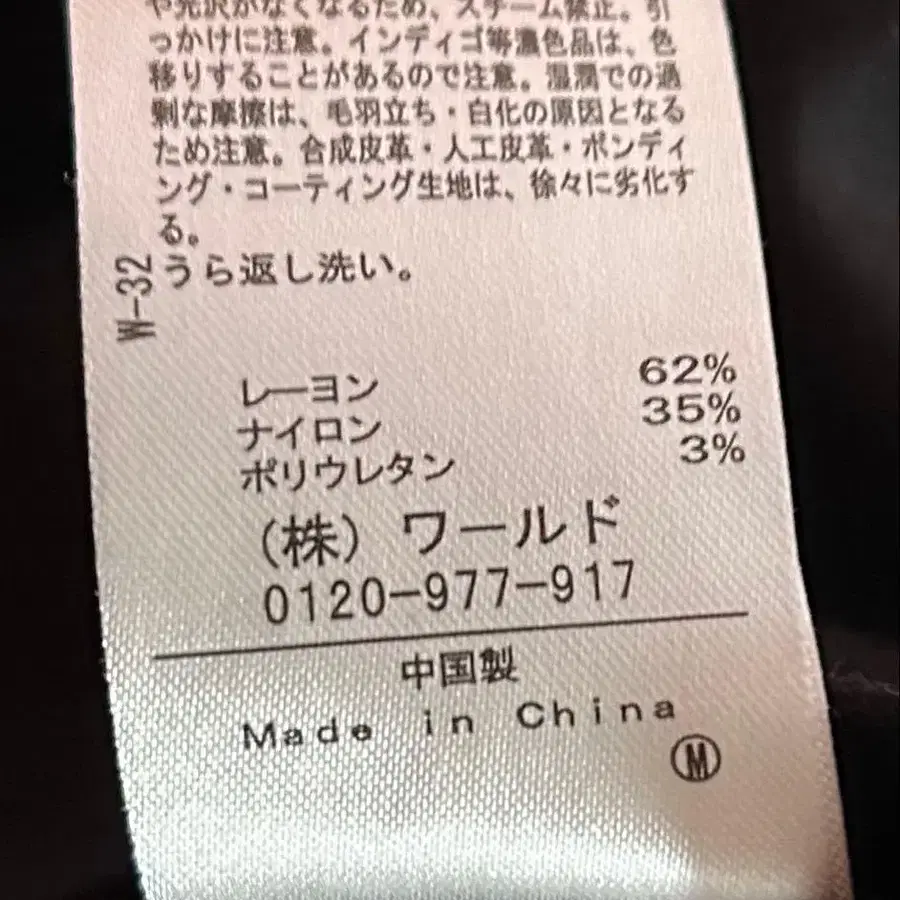 や光沢がなくなるため、スチーム禁止。引
っかけに注意。インディゴ等濃色品は、色
移りすることがあるので注意。湿潤での過
剰な摩擦は、毛羽立ち・白化の原因となる
ため注意。合成皮革・人工皮革・ボンディ
ング・コーティング生地は、徐々に劣化す
る。
うら返し洗い。
W-32
レーヨン 62%
ナイロン 35%
ポリウレタン 3%
(株) ワールド
0120-977-917
中国製
Made in China
Ⓜ